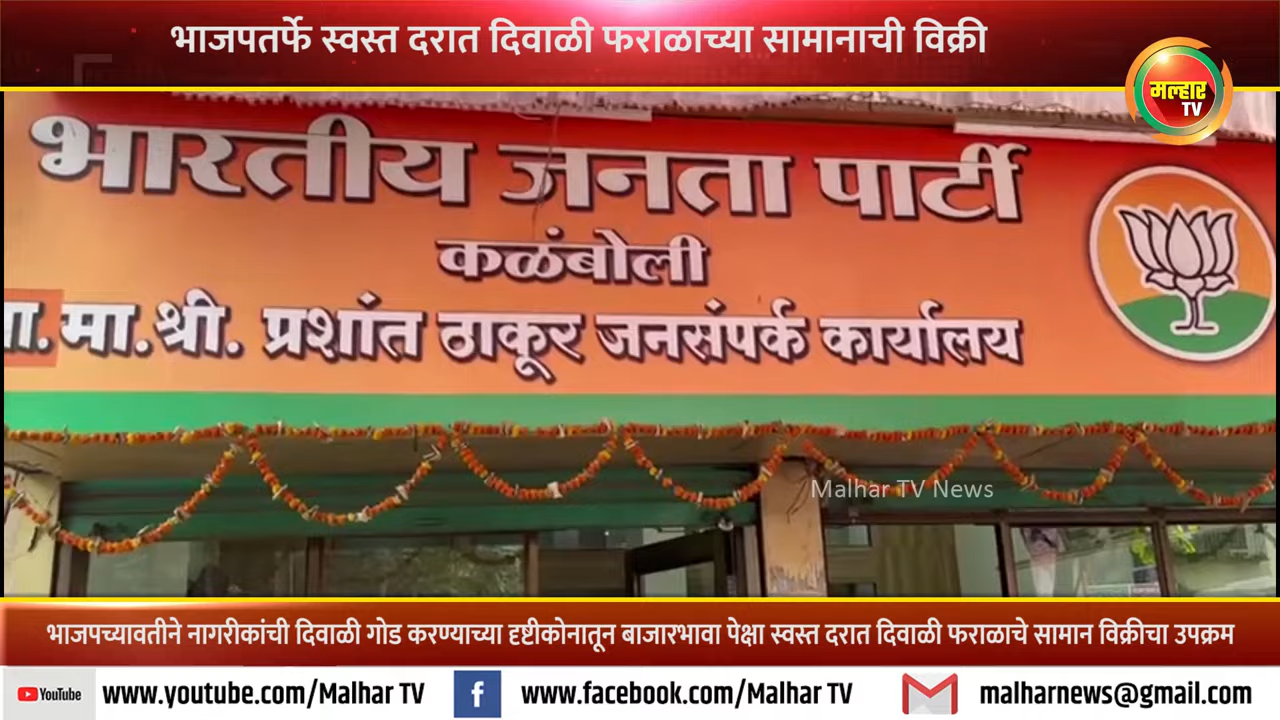 भाजपतर्फे स्वस्त दरात दिवाळी फराळाच्या सामानाची विक्री
मल्हार
TV
भारतीय जनता पार्टी
कळंबोली
मा.श्री. प्रशांत ठाकूर जनसंपर्क कार्यालय
Malhar TV News
भाजपच्यावतीने नागरीकांची दिवाळी गोड करण्याच्या दृष्टीकोनातून बाजारभावा पेक्षा स्वस्त दरात दिवाळी फराळाचे सामान विक्रीचा उपक्रम
YouTube www.youtube.com/Malhar TV f www.facebook.com/Malhar TV malharnews@gmail.com